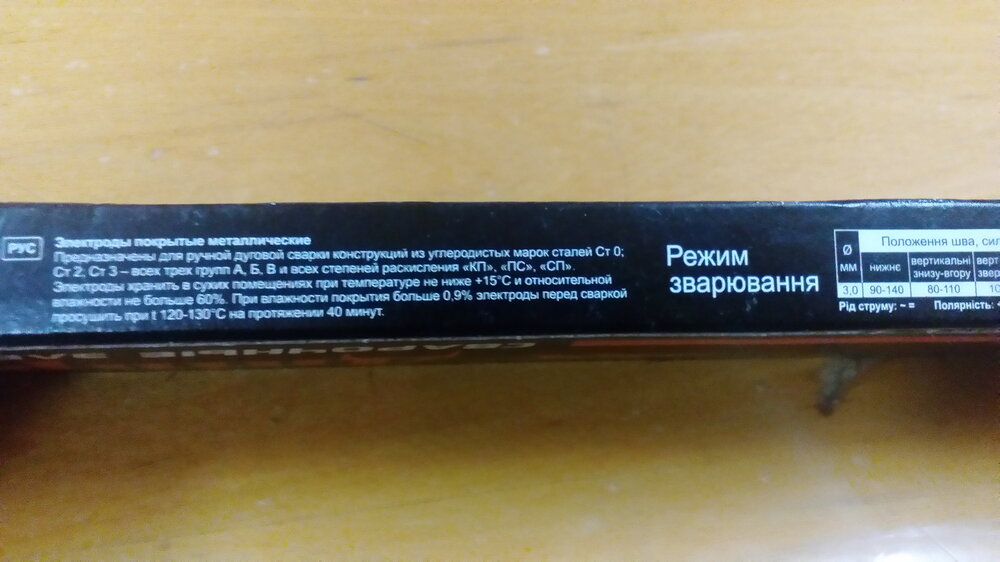 РУС
Электроды покрытые металлические
Предназначены для ручной дуговой сварки конструкций из углеродистых марок сталей Ст 0;
Ст 2; Ст 3 – всех трех групп А, Б, В и всех степеней раскисления «КП», «ПС», «СП».
Электроды хранить в сухих помещениях при температуре не ниже +15°С и относительной
влажности не больше 60%. При влажности покрытия больше 0,9% электроды перед сваркой
просушить при t 120-130°С на протяжении 40 минут.
Режим
зварювання
Ø
мм
Положення шва, сил
нижнє
вертикальні
знизу-вгору
верт
звер
3,0 90-140 80-110 10
Рід струму: ~ = Полярність: